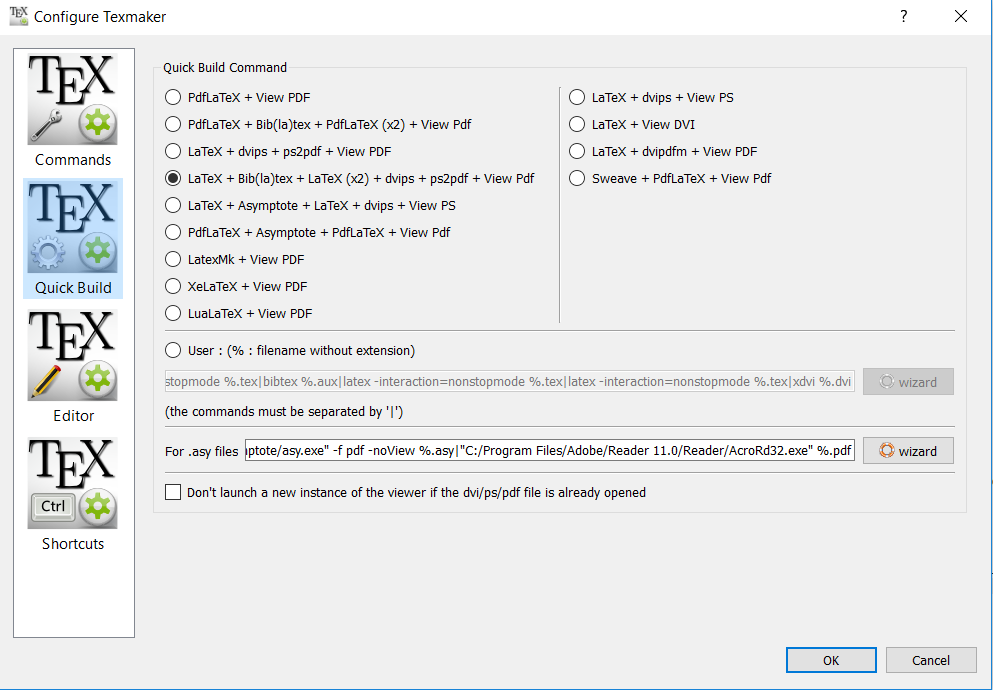 Configure Texmaker
?
TEX
Commands
TEX
Quick Build
TEX
Editor
TEX
Ctrl
Shortcuts
Quick Build Command
PdfLaTeX + View PDF
PdfLaTeX + Bib(la)tex + PdfLaTeX (x2) + View Pdf
LaTeX + dvips + ps2pdf + View PDF
LaTeX + Bib(la)tex + LaTeX (x2) + dvips + ps2pdf + View Pdf
LaTeX + Asymptote + LaTeX + dvips + View PS
PdfLaTeX + Asymptote + PdfLaTeX + View Pdf
LatexMk + View PDF
XeLaTeX + View PDF
LuaLaTeX + View PDF
LaTeX + dvips + View PS
LaTeX + View DVI
LaTeX + dvipdfm + View PDF
Sweave + PdfLaTeX + View Pdf
User : (% : filename without extension)
stopmode %.tex|bibtex %.aux|latex -interaction=nonstopmode %.tex|latex -interaction=nonstopmode %.tex|xdvi %.dvi
wizard
(the commands must be separated by '|')
For .asy files
ptote/asy.exe" -f pdf -noView %.asy|"C:/Program Files/Adobe/Reader 11.0/Reader/AcroRd32.exe" %.pdf
wizard
Don't launch a new instance of the viewer if the dvi/ps/pdf file is already opened
OK
Cancel